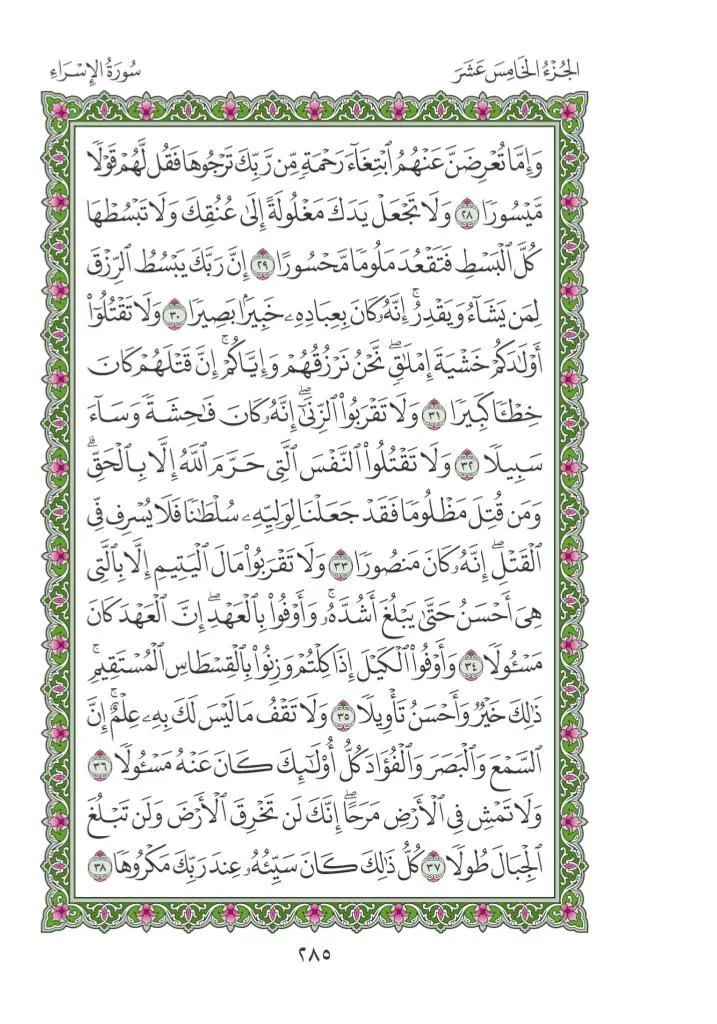 الجُزْءُ الخَامِسَ عَشَرَ
سُورَةُ الإِسْرَاءِ
وَإِمَّا تُعْرِضَنَّ عَنْهُمُ ٱبْتِغَآءَ رَحْمَةٍ مِّن رَّبِّكَ تَرْجُوهَا فَقُل لَّهُمْ قَوْلًا
مَّيْسُورًا ٢٨ وَلَا تَجْعَلْ يَدَكَ مَغْلُولَةً إِلَىٰ عُنُقِكَ وَلَا تَبْسُطْهَا
كُلَّ ٱلْبَسْطِ فَتَقْعُدَ مَلُومًا مَّحْسُورًا ٢٩ إِنَّ رَبَّكَ يَبْسُطُ ٱلرِّزْقَ
لِمَن يَشَآءُ وَيَقْدِرُ ۚ إِنَّهُۥ كَانَ بِعِبَادِهِۦ خَبِيرًۢا بَصِيرًا ٣٠ وَلَا تَقْتُلُوٓا۟
أَوْلَـٰدَكُمْ خَشْيَةَ إِمْلَـٰقٍ ۖ نَّحْنُ نَرْزُقُهُمْ وَإِيَّاكُمْ ۚ إِنَّ قَتْلَهُمْ كَانَ
خِطْـًٔا كَبِيرًا ٣١ وَلَا تَقْرَبُوا۟ ٱلزِّنَىٰٓ ۖ إِنَّهُۥ كَانَ فَـٰحِشَةً وَسَآءَ
سَبِيلًا ٣٢ وَلَا تَقْتُلُوا۟ ٱلنَّفْسَ ٱلَّتِى حَرَّمَ ٱللَّهُ إِلَّا بِٱلْحَقِّ ۗ
وَمَن قُتِلَ مَظْلُومًا فَقَدْ جَعَلْنَا لِوَلِيِّهِۦ سُلْطَـٰنًا فَلَا يُسْرِف فِّى
ٱلْقَتْلِ ۖ إِنَّهُۥ كَانَ مَنصُورًا ٣٣ وَلَا تَقْرَبُوا۟ مَالَ ٱلْيَتِيمِ إِلَّا بِٱلَّتِى
هِىَ أَحْسَنُ حَتَّىٰ يَبْلُغَ أَشُدَّهُۥ ۚ وَأَوْفُوا۟ بِٱلْعَهْدِ ۖ إِنَّ ٱلْعَهْدَ كَانَ
مَسْـُٔولًا ٣٤ وَأَوْفُوا۟ ٱلْكَيْلَ إِذَا كِلْتُمْ وَزِنُوا۟ بِٱلْقِسْطَاسِ ٱلْمُسْتَقِيمِ ۚ
ذَٰلِكَ خَيْرٌ وَأَحْسَنُ تَأْوِيلًا ٣٥ وَلَا تَقْفُ مَا لَيْسَ لَكَ بِهِۦ عِلْمٌ ۚ إِنَّ
ٱلسَّمْعَ وَٱلْبَصَرَ وَٱلْفُؤَادَ كُلُّ أُو۟لَـٰٓئِكَ كَانَ عَنْهُ مَسْـُٔولًا ٣٦
وَلَا تَمْشِ فِى ٱلْأَرْضِ مَرَحًا ۖ إِنَّكَ لَن تَخْرِقَ ٱلْأَرْضَ وَلَن تَبْلُغَ
ٱلْجِبَالَ طُولًا ٣٧ كُلُّ ذَٰلِكَ كَانَ سَيِّئُهُۥ عِندَ رَبِّكَ مَكْرُوهًا ٣٨
٢٨٥